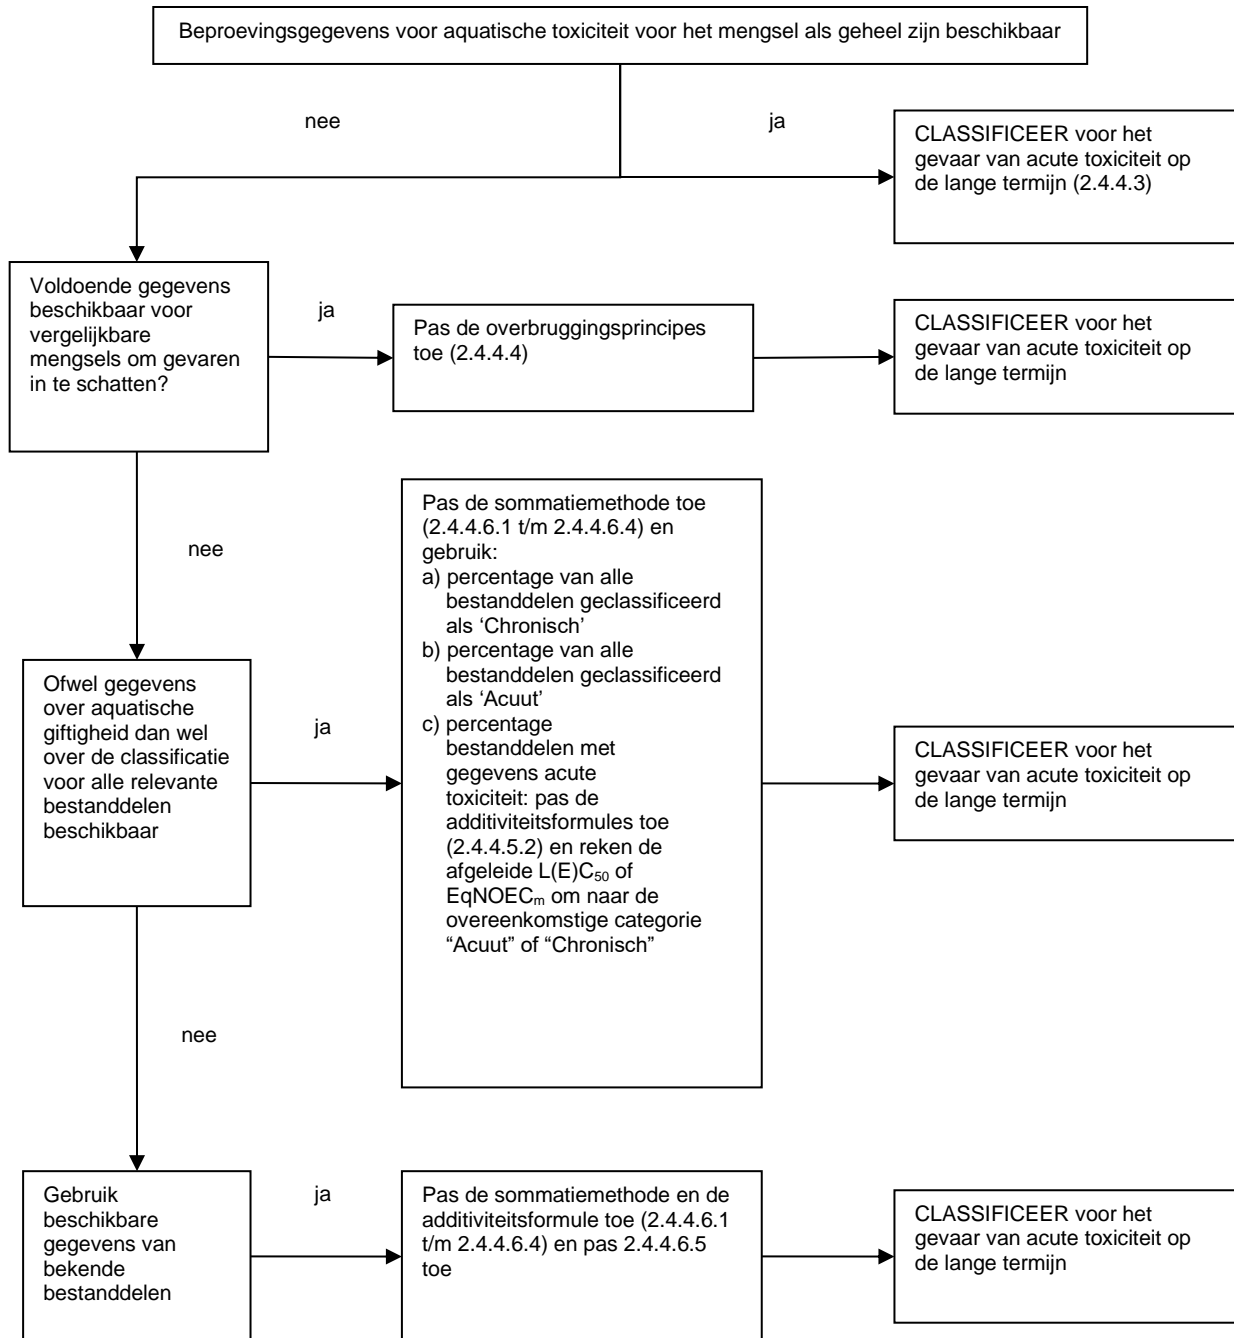 Beproevingsgegevens voor aquatische toxiciteit voor het mengsel als geheel zijn beschikbaar
nee
ja
CLASSIFICEER voor het
gevaar van acute toxiciteit op
de lange termijn (2.4.4.3)
Voldoende gegevens
beschikbaar voor
vergelijkbare
mengsels om gevaren
in te schatten?
ja
Pas de overbruggingsprincipes
toe (2.4.4.4)
CLASSIFICEER voor het
gevaar van acute toxiciteit op
de lange termijn
nee
Ofwel gegevens
over aquatische
giftigheid dan wel
over de classificatie
voor alle relevante
bestanddelen
beschikbaar
ja
Pas de sommatiemethode toe
(2.4.4.6.1 t/m 2.4.4.6.4) en
gebruik:
a) percentage van alle
bestanddelen geclassificeerd
als ‘Chronisch’
b) percentage van alle
bestanddelen geclassificeerd
als ‘Acuut’
c) percentage
bestanddelen met
gegevens acute
toxiciteit: pas de
additiviteitsformules toe
(2.4.4.5.2) en reken de
afgeleide L(E)C50 of
EqNOECm om naar de
overeenkomstige categorie
“Acuut” of “Chronisch”
CLASSIFICEER voor het
gevaar van acute toxiciteit op
de lange termijn
nee
Gebruik
beschikbare
gegevens van
bekende
bestanddelen
ja
Pas de sommatiemethode en de
additiviteitsformule toe (2.4.4.6.1
t/m 2.4.4.6.4) en pas 2.4.4.6.5
toe
CLASSIFICEER voor het
gevaar van acute toxiciteit op
de lange termijn